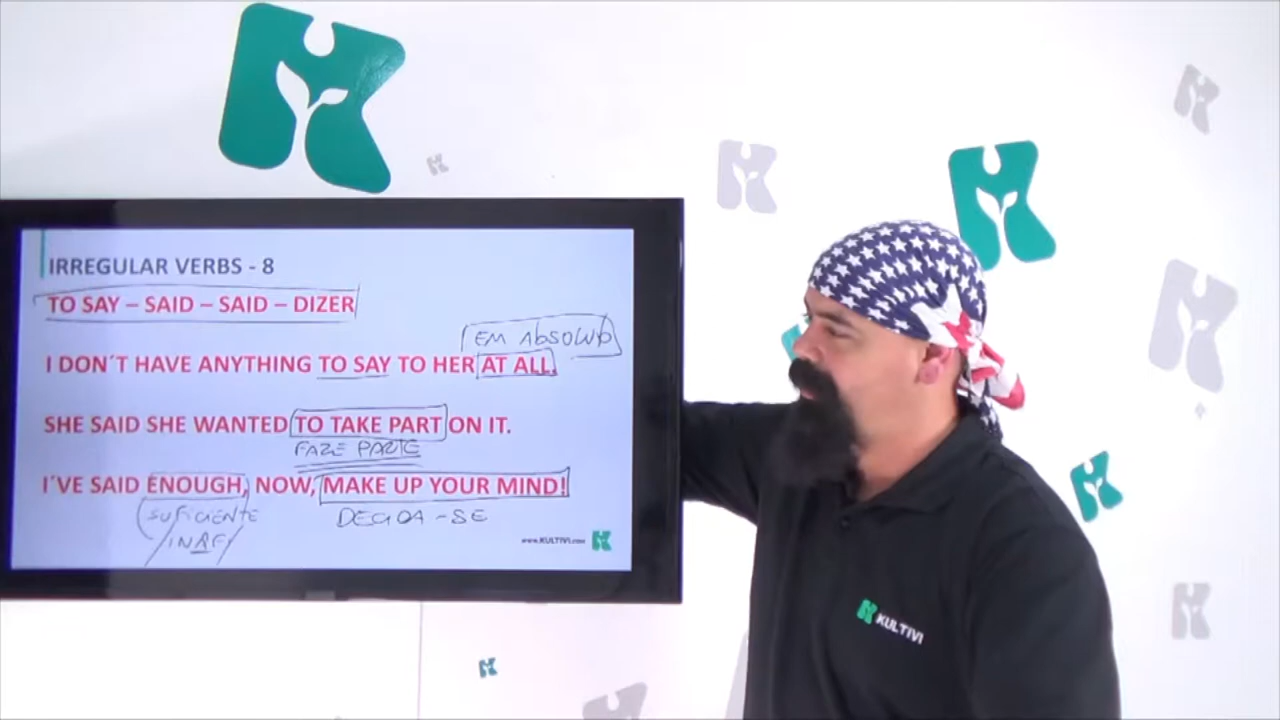 IRREGULAR VERBS - 8
TO SAY – SAID – SAID – DIZER
EM AbSOLUTO
I DON´T HAVE ANYTHING TO SAY TO HER AT ALL.
SHE SAID SHE WANTED TO TAKE PART ON IT.
FAZE PARTE
I´VE SAID ENOUGH, NOW, MAKE UP YOUR MIND!
SUFICIENTE DECIDA-SE
www.KULTIVI.com
KULTIVI